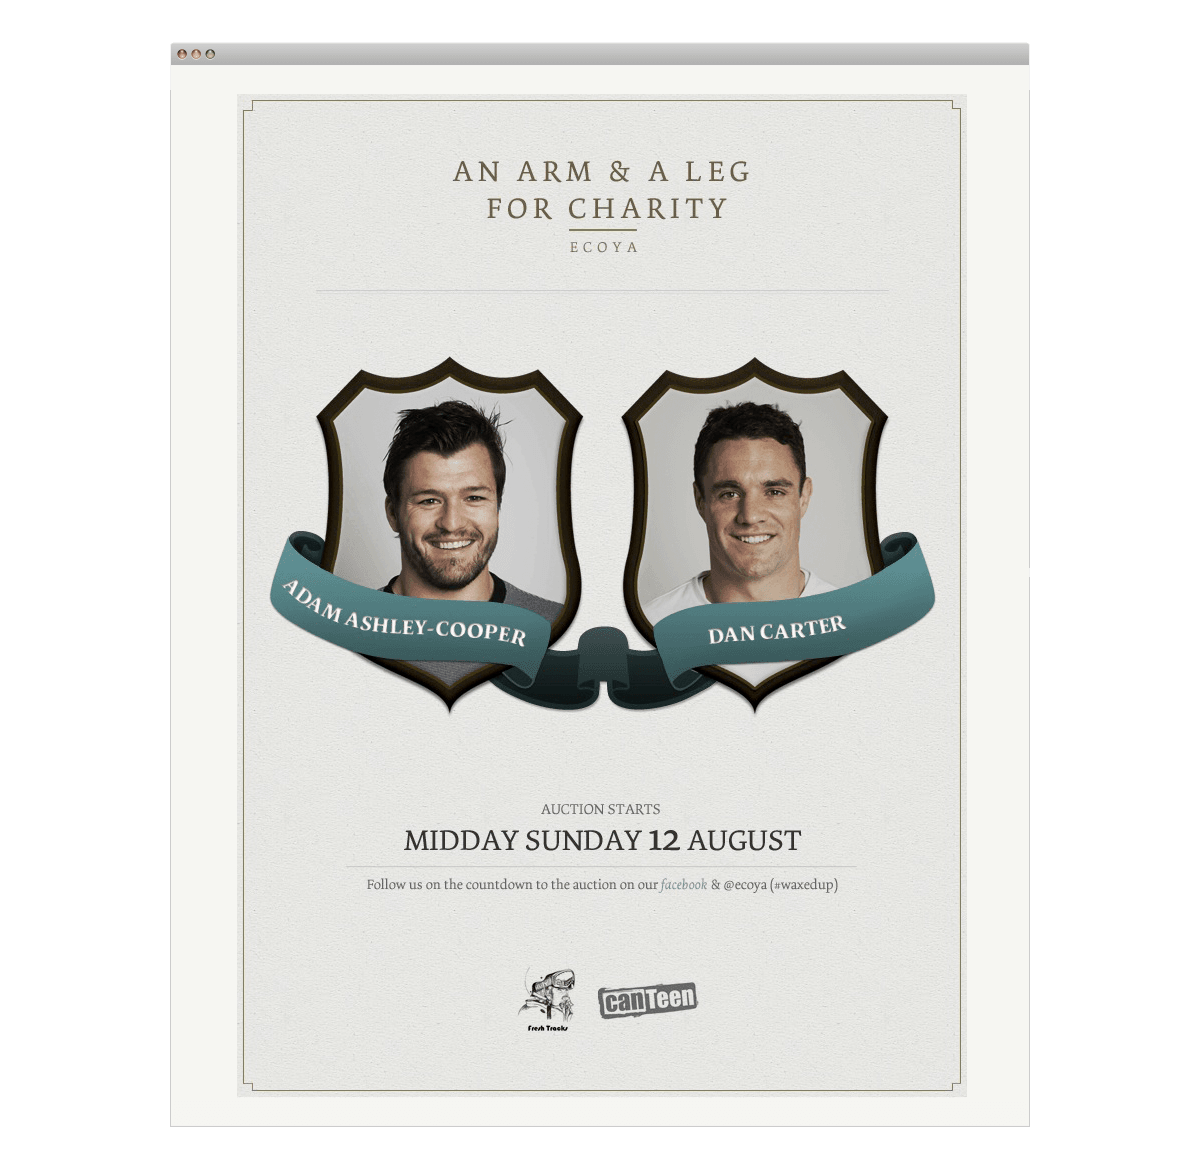 AN ARM & A LEG
FOR CHARITY
ECOYA
ADAM ASHLEY-COOPER
DAN CARTER
AUCTION STARTS
MIDDAY SUNDAY 12 AUGUST
Follow us on the countdown to the auction on our facebook & @ecoya (#waxedup)
Fresh Tracks
canTeen